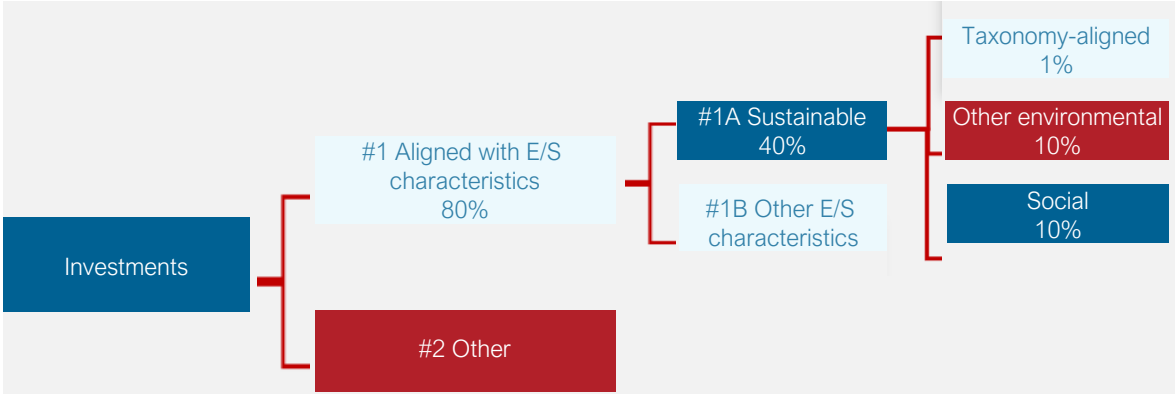 Investments
#1 Aligned with E/S
characteristics
80%
#2 Other
#1A Sustainable
40%
#1B Other E/S
characteristics
Taxonomy-aligned
1%
Other environmental
10%
Social
10%